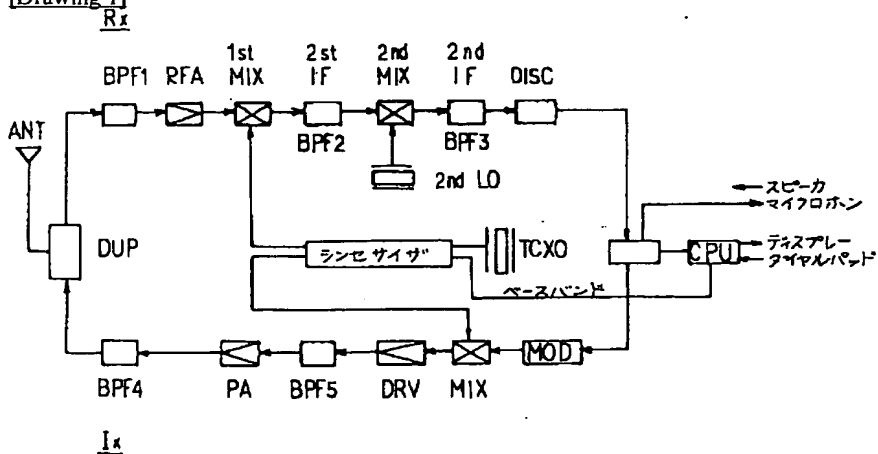 [Drawing 1]
Rx
1st MIX
2st IF
2nd MIX
2nd IF
BPF1 RFA DISC
BPF2
BPF3
2nd LO
ANT
DUP
シンセサイザ
TCXO
スピーカ
マイクロホン
CPU
ディスプレー
タイヤルパッド
ベースバンド
MOD
BPF4 PA BPF5 DRV MIX
Ix